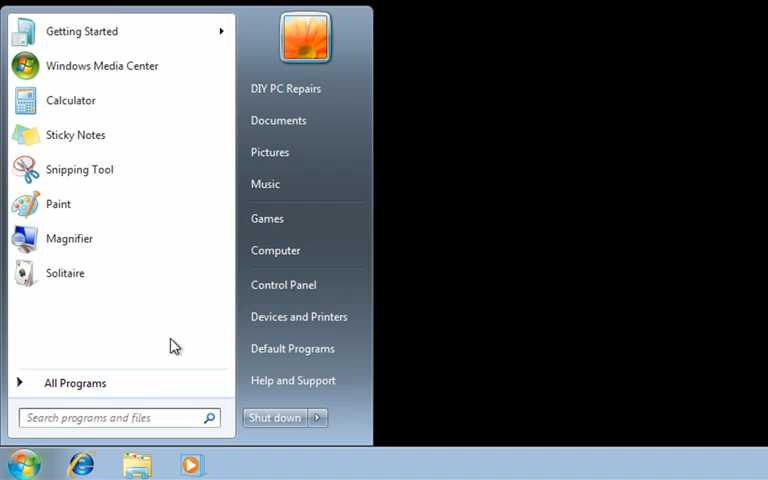 Getting Started
Windows Media Center
Calculator
Sticky Notes
Snipping Tool
Paint
Magnifier
Solitaire
All Programs
Search programs and files
DIY PC Repairs
Documents
Pictures
Music
Games
Computer
Control Panel
Devices and Printers
Default Programs
Help and Support
Shut down